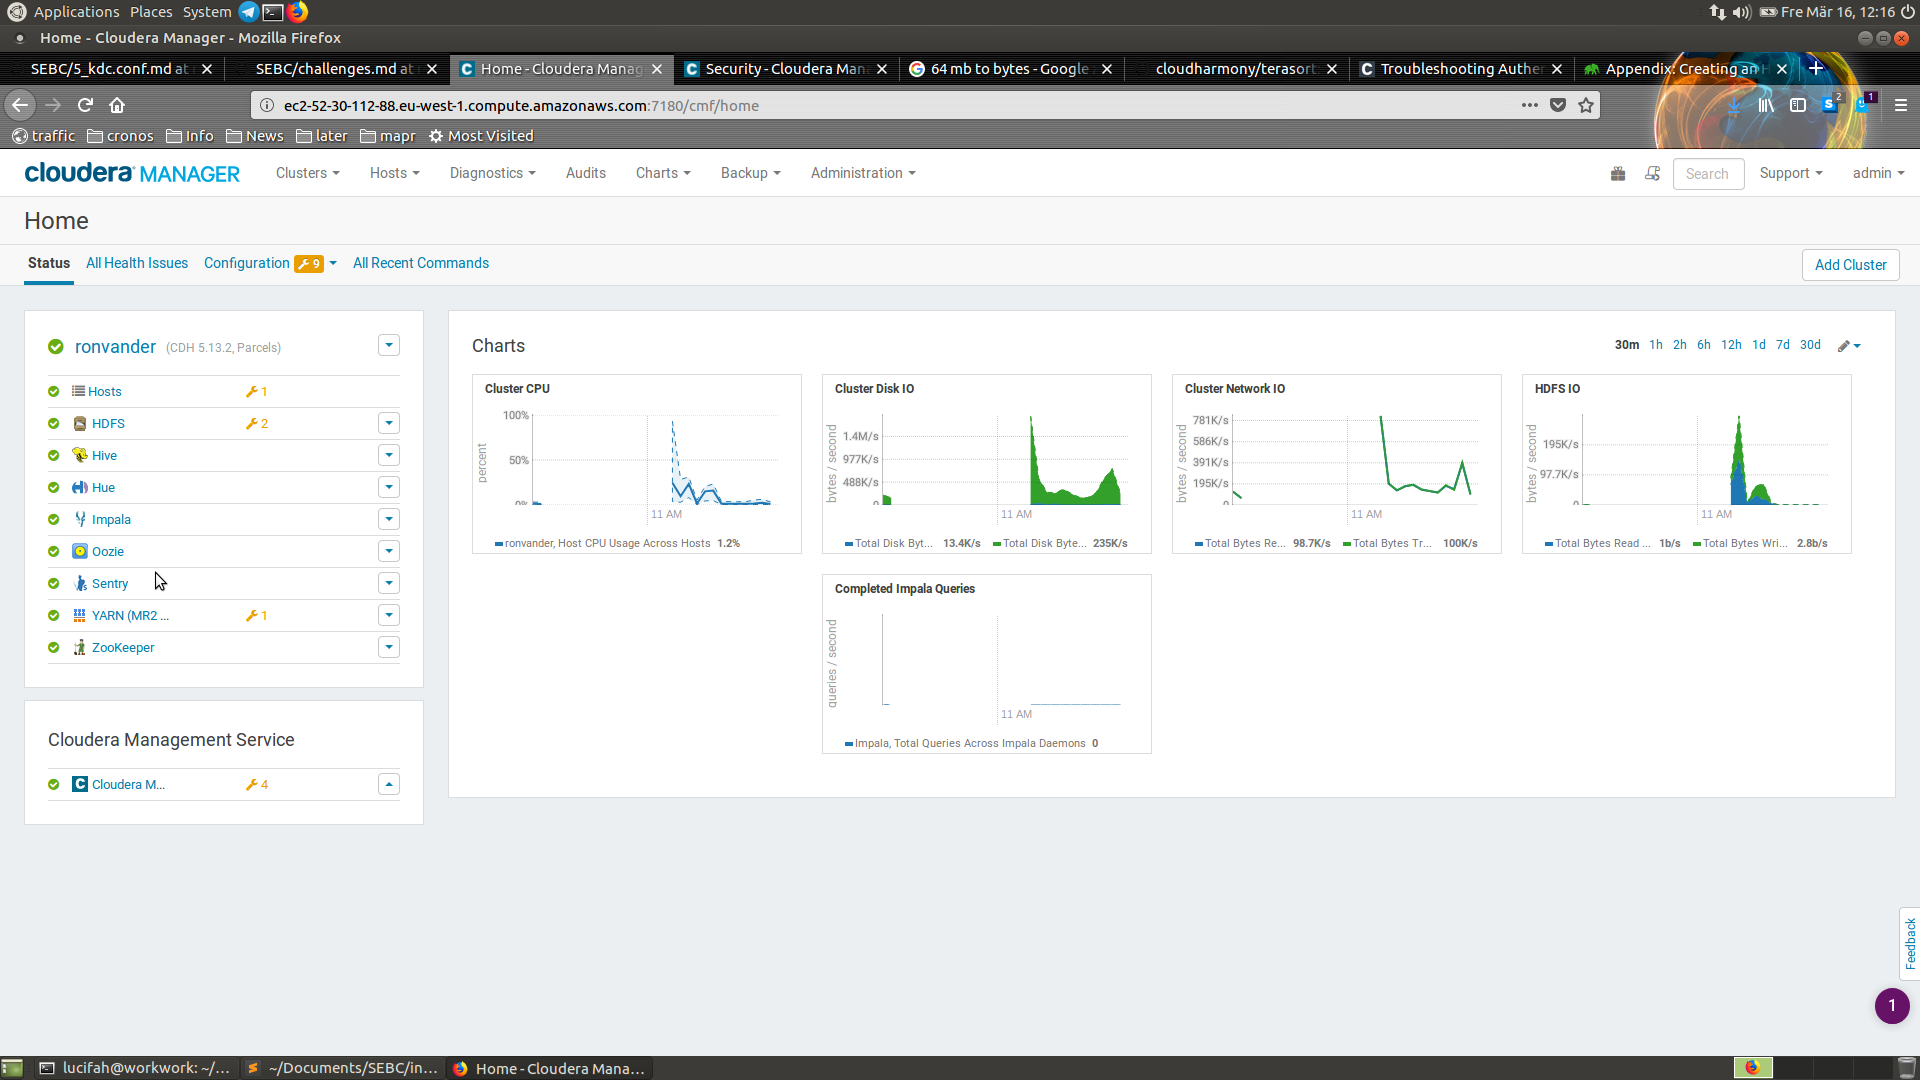 Applications Places System Fre Mär 16, 12:16
Home - Cloudera Manager - Mozilla Firefox
SEBC/5_kdc.conf.md at SEBC/challenges.md at Home - Cloudera Manag Security - Cloudera Man 64 mb to bytes - Google cloudharmony/terasort Troubleshooting Auther Appendix: Creating an H
ec2-52-30-112-88.eu-west-1.compute.amazonaws.com:7180/cmf/home 2 1
traffic cronos Info News later mapr Most Visited
cloudera MANAGER Clusters Hosts Diagnostics Audits Charts Backup Administration Search Support admin
Home
Status All Health Issues Configuration 9 All Recent Commands Add Cluster
ronvander (CDH 5.13.2, Parcels)
Hosts 1
HDFS 2
Hive
Hue
Impala
Oozie
Sentry
YARN (MR2 ... 1
ZooKeeper
Cloudera Management Service
Cloudera M... 4
Charts 30m 1h 2h 6h 12h 1d 7d 30d
Cluster CPU
percent
100%
50%
0%
11 AM
ronvander, Host CPU Usage Across Hosts 1.2%
Cluster Disk IO
bytes / second
1.4M/s
977K/s
488K/s
0
11 AM
Total Disk Byt... 13.4K/s Total Disk Byte... 235K/s
Cluster Network IO
bytes / second
781K/s
586K/s
391K/s
195K/s
0
11 AM
Total Bytes Re... 98.7K/s Total Bytes Tr... 100K/s
HDFS IO
bytes / second
195K/s
97.7K/s
0
11 AM
Total Bytes Read ... 1b/s Total Bytes Wri... 2.8b/s
Completed Impala Queries
queries / second
11 AM
Impala, Total Queries Across Impala Daemons 0
Feedback
1
lucifah@workwork: ~/... ~/Documents/SEBC/in... Home - Cloudera Mana...